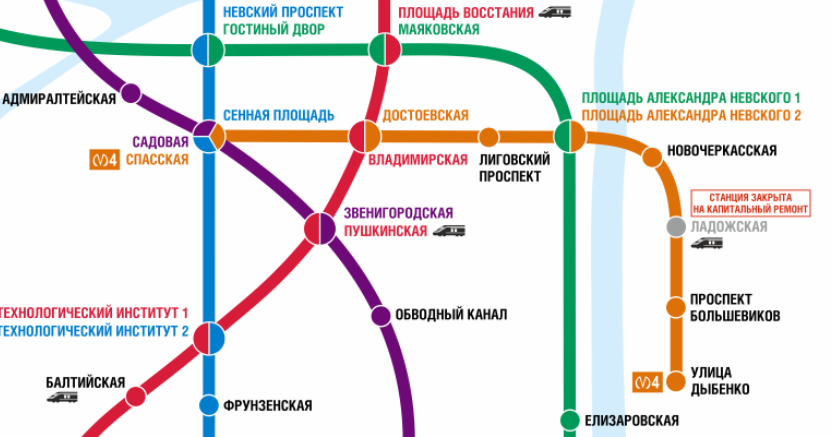 НЕВСКИЙ ПРОСПЕКТ
ГОСТИНЫЙ ДВОР
ПЛОЩАДЬ ВОССТАНИЯ
МАЯКОВСКАЯ
АДМИРАЛТЕЙСКАЯ
СЕННАЯ ПЛОЩАДЬ
САДОВАЯ
4 СПАССКАЯ
ДОСТОЕВСКАЯ
ВЛАДИМИРСКАЯ
ЛИГОВСКИЙ
ПРОСПЕКТ
ПЛОЩАДЬ АЛЕКСАНДРА НЕВСКОГО 1
ПЛОЩАДЬ АЛЕКСАНДРА НЕВСКОГО 2
НОВОЧЕРКАССКАЯ
СТАНЦИЯ ЗАКРЫТА
НА КАПИТАЛЬНЫЙ РЕМОНТ
ЛАДОЖСКАЯ
ЗВЕНИГОРОДСКАЯ
ПУШКИНСКАЯ
ОБВОДНЫЙ КАНАЛ
ПРОСПЕКТ
БОЛЬШЕВИКОВ
ТЕХНОЛОГИЧЕСКИЙ ИНСТИТУТ 1
ТЕХНОЛОГИЧЕСКИЙ ИНСТИТУТ 2
БАЛТИЙСКАЯ
ФРУНЗЕНСКАЯ
4
УЛИЦА
ДЫБЕНКО
ЕЛИЗАРОВСКАЯ